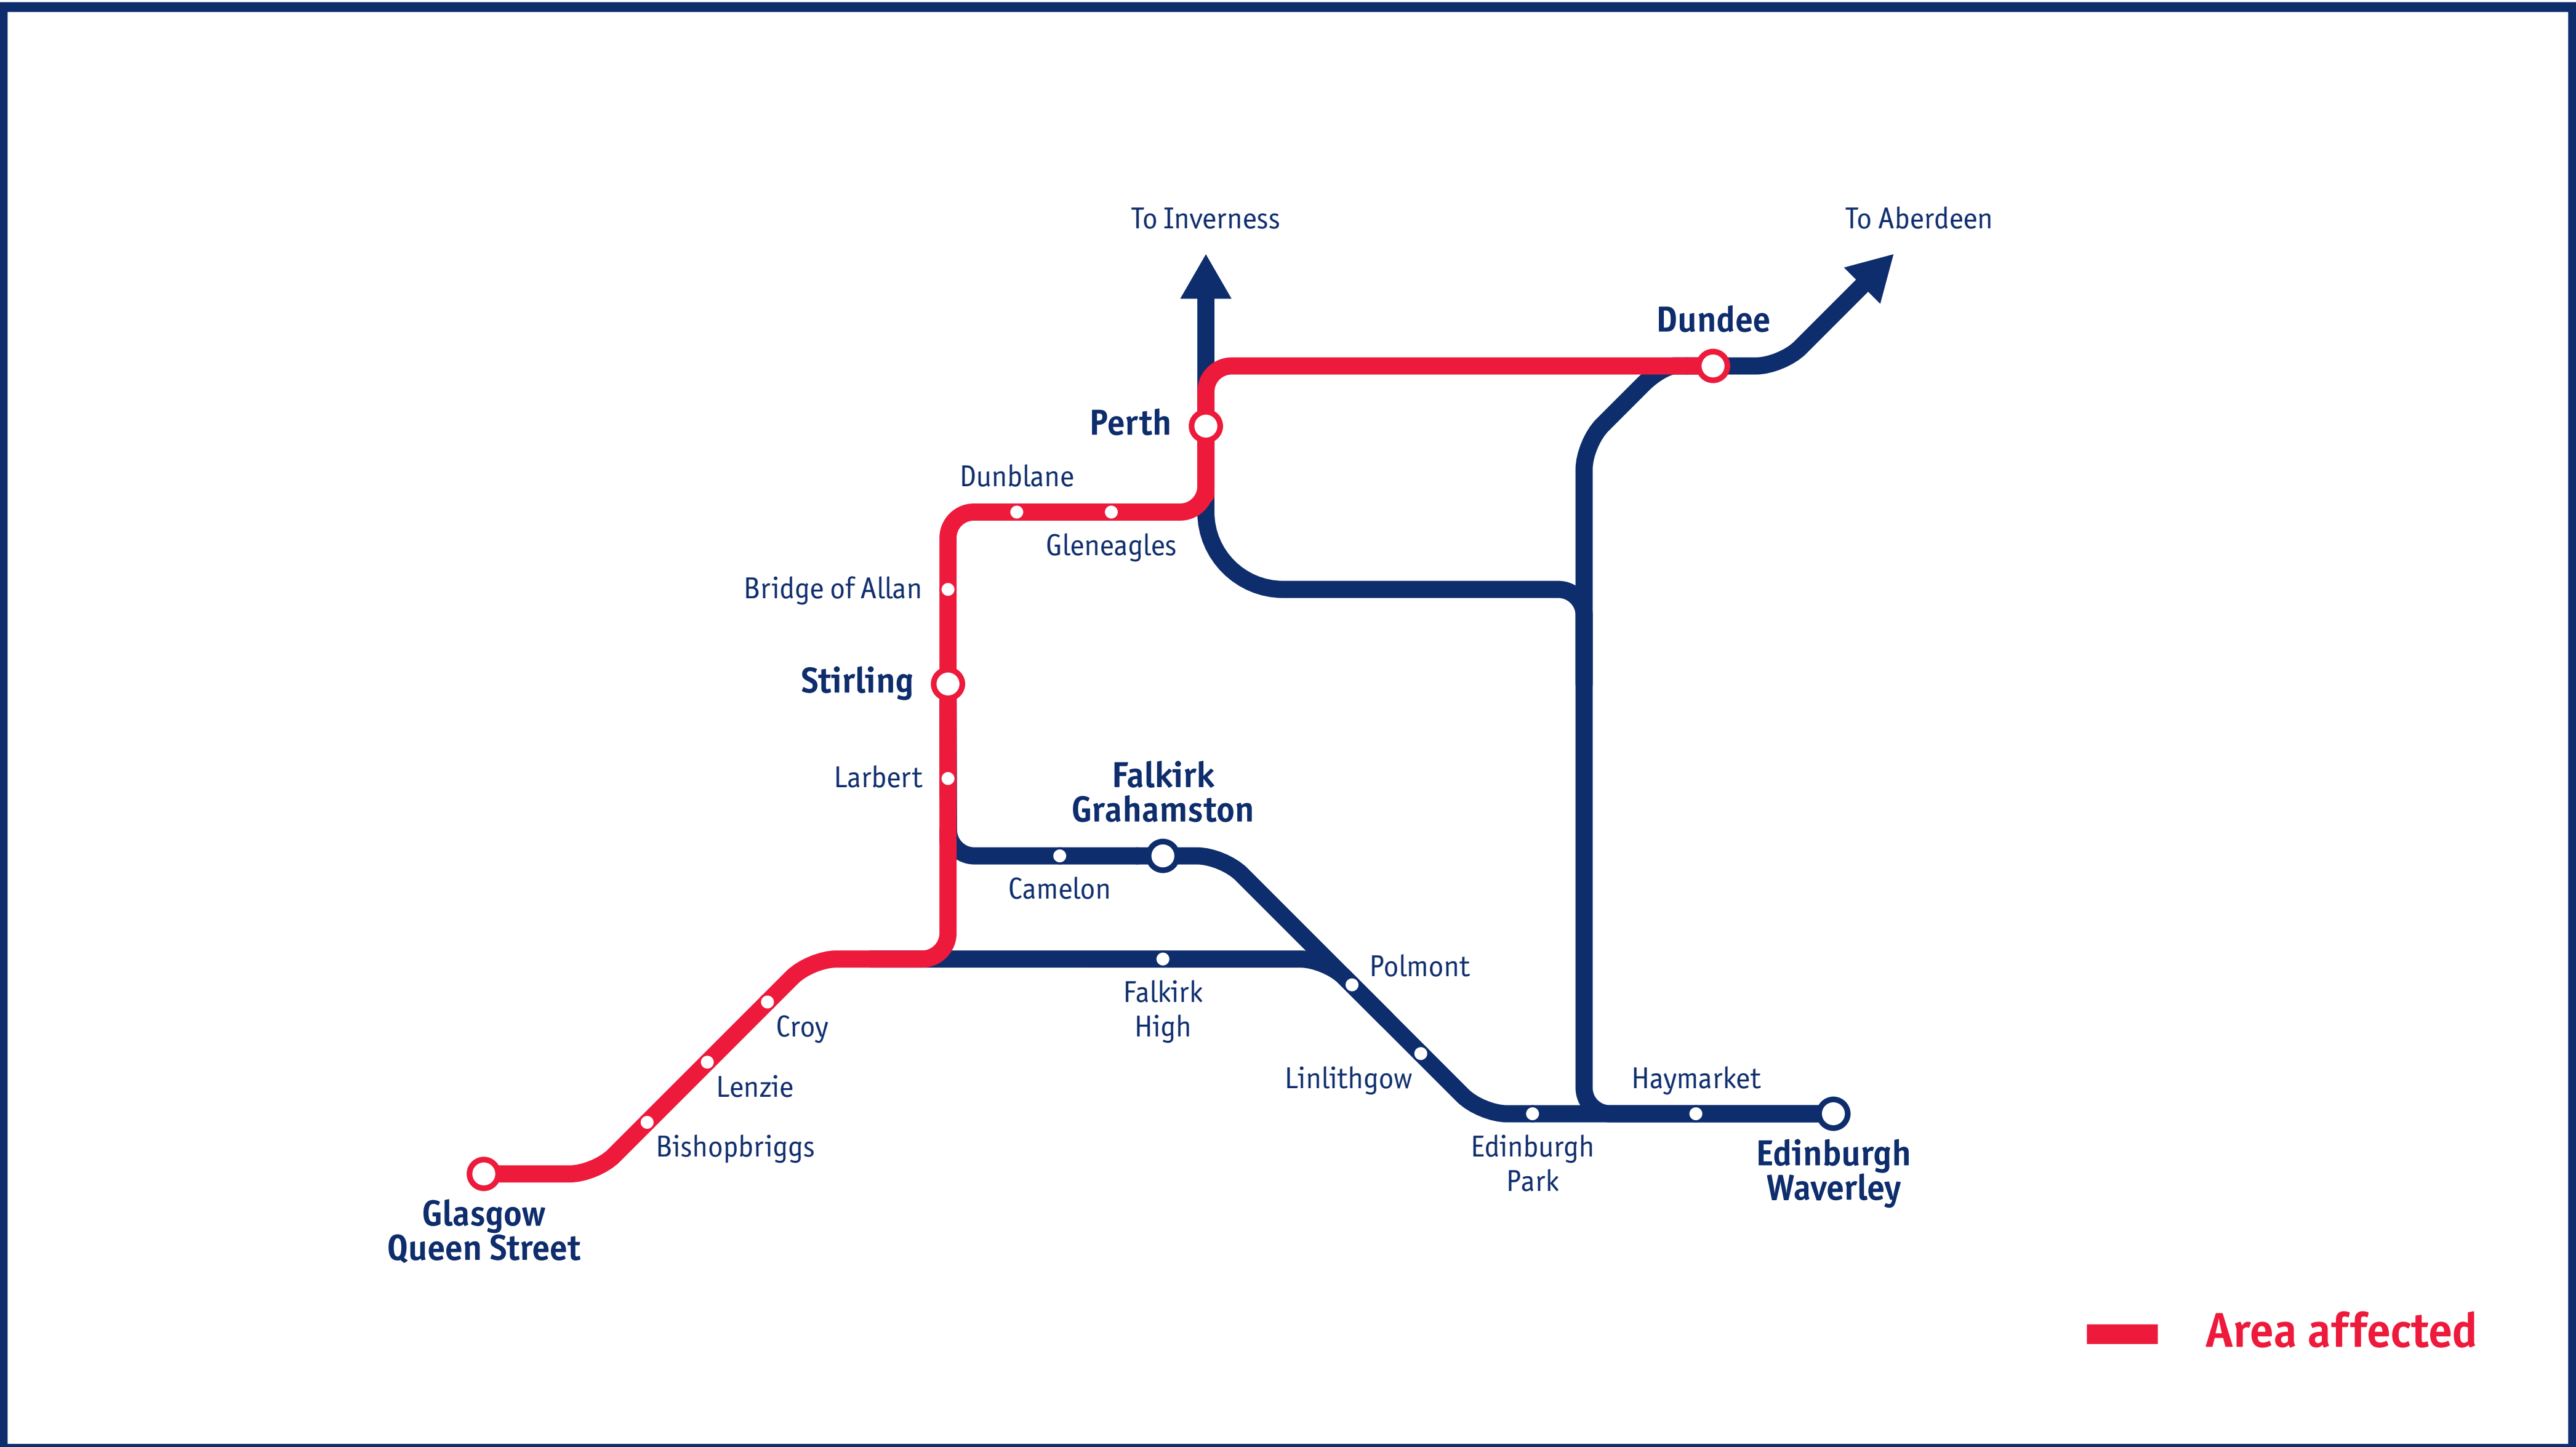 To Inverness
To Aberdeen
Dundee
Perth
Dunblane
Gleneagles
Bridge of Allan
Stirling
Larbert
Falkirk
Grahamston
Camelon
Polmont
Falkirk
High
Croy
Linlithgow
Haymarket
Lenzie
Bishopbriggs
Edinburgh
Park
Edinburgh
Waverley
Glasgow
Queen Street
Area affected